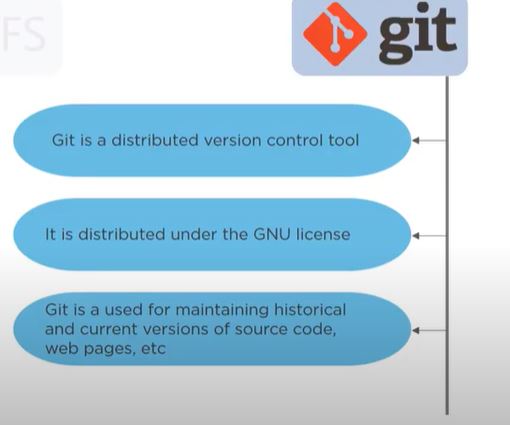 FS
git
Git is a distributed version control tool
It is distributed under the GNU license
Git is a used for maintaining historical
and current versions of source code,
web pages, etc